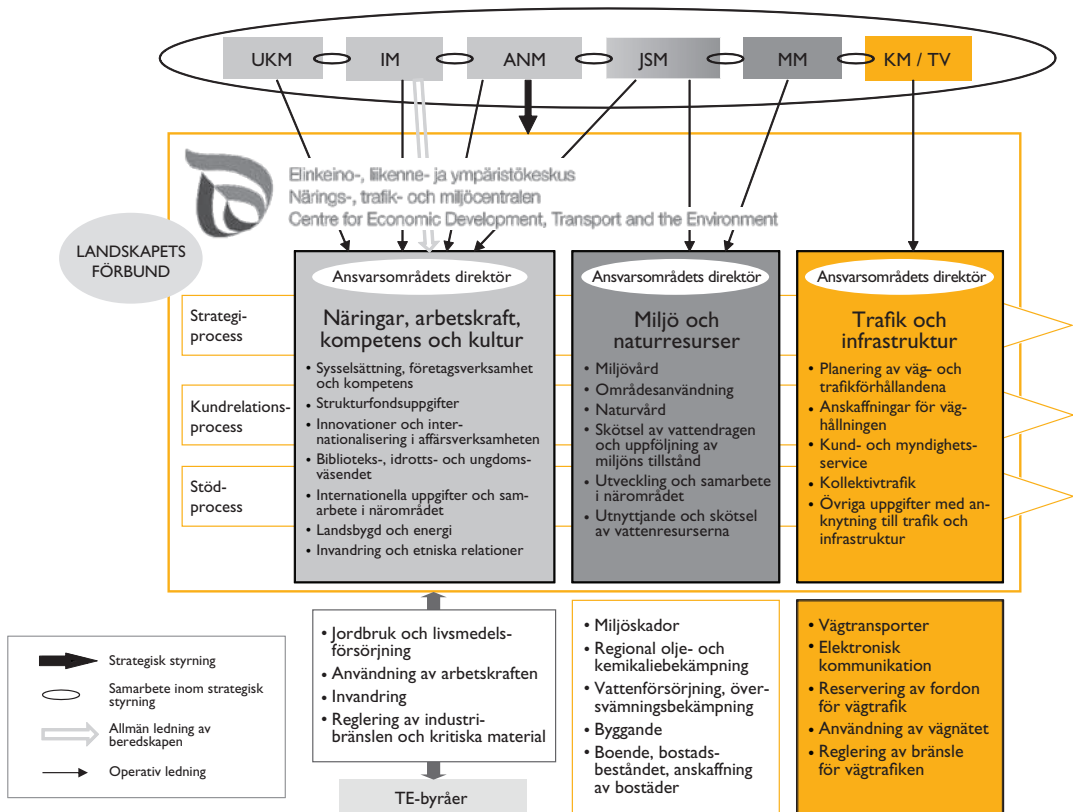 UKM
IM
ANM
JSM
MM
KM / TV
Elinkeino-, liikenne- ja ympäristökeskus
Närings-, trafik- och miljöcentralen
Centre for Economic Development, Transport and the Environment
LANDSKAPETS
FÖRBUND
Strategi-
process
Kundrelations-
process
Stöd-
process
Ansvarsområdets direktör
Näringar, arbetskraft,
kompetens och kultur
• Sysselsättning, företagsverksamhet
och kompetens
• Strukturfondsuppgifter
• Innovationer och inter-
nationalisering i affärsverksamheten
• Biblioteks-, idrotts- och ungdoms-
väsendet
• Internationella uppgifter och sam-
arbete i närområdet
• Landsbygd och energi
• Invandring och etniska relationer
Ansvarsområdets direktör
Miljö och
naturresurser
• Miljövård
• Områdesanvändning
• Naturvård
• Skötsel av vattendragen
och uppföljning av
miljöns tillstånd
• Utveckling och samarbete
i närområdet
• Utnyttjande och skötsel
av vattenresurserna
Ansvarsområdets direktör
Trafik och
infrastruktur
• Planering av väg- och
trafikförhållandena
• Anskaffningar för väg-
hållningen
• Kund- och myndighets-
service
• Kollektivtrafik
• Övriga uppgifter med an-
knytning till trafik och
infrastruktur
• Jordbruk och livsmedels-
försörjning
• Användning av arbetskraften
• Invandring
• Reglering av industri-
bränslen och kritiska material
TE-byråer
• Miljöskador
• Regional olje- och
kemikaliebekämpning
• Vattenförsörjning, över-
svämningsbekämpning
• Byggande
• Boende, bostads-
beståndet, anskaffning
av bostäder
• Vägtransporter
• Elektronisk
kommunikation
• Reservering av fordon
för vägtrafik
• Användning av vägnätet
• Reglering av bränsle
för vägtrafiken
Strategisk styrning
Samarbete inom strategisk
styrning
Allmän ledning av
beredskapen
Operativ ledning